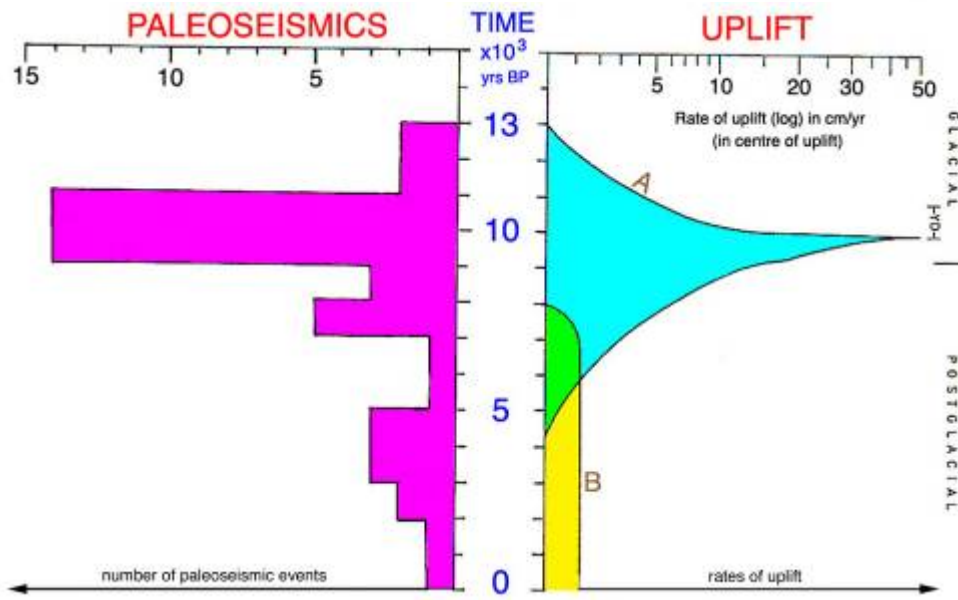 PALEOSEISMICS
TIME
UPLIFT
x10³
yrs BP
15 10 5
5 10 20 30 50
Rate of uplift (log) in cm/yr
(in centre of uplift)
13
10
5
0
A
B
GLACIAL
YD
POSTGLACIAL
number of paleoseismic events
rates of uplift